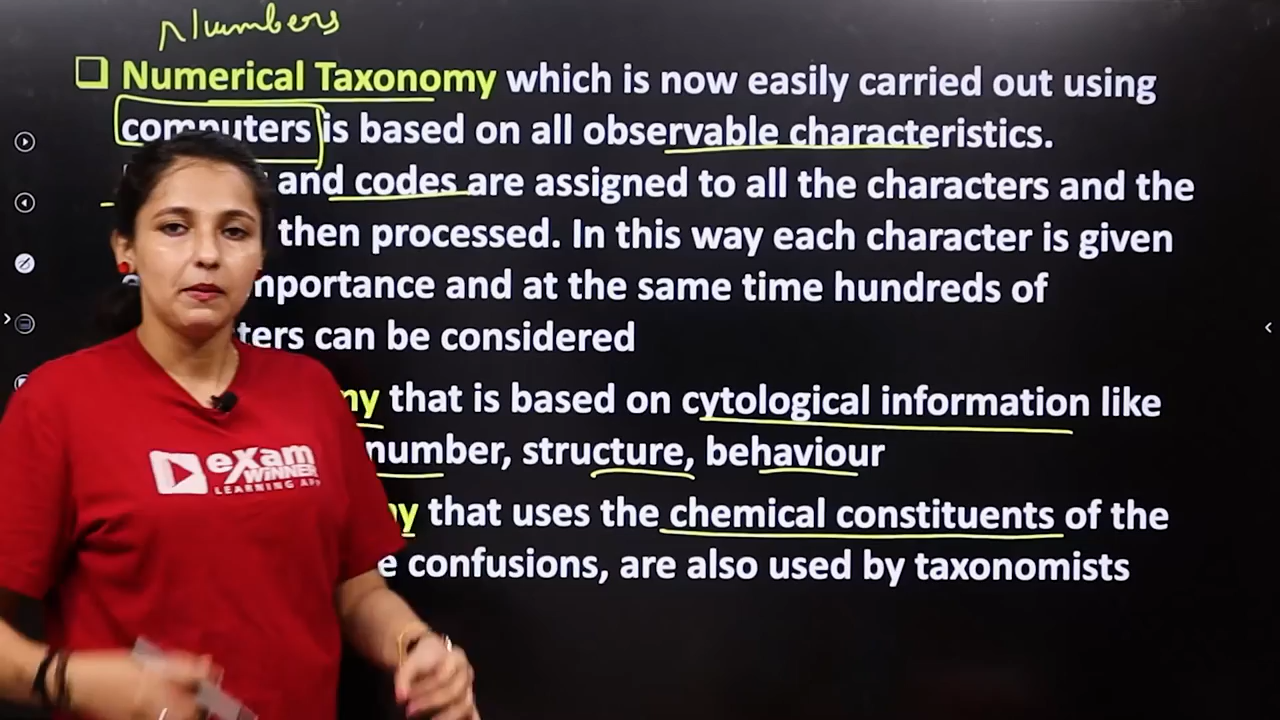 Numbers
Numerical Taxonomy which is now easily carried out using
computers is based on all observable characteristics.
and codes are assigned to all the characters and the
then processed. In this way each character is given
mportance and at the same time hundreds of
ters can be considered
my that is based on cytological information like
number, structure, behaviour
my that uses the chemical constituents of the
e confusions, are also used by taxonomists
exam
WINNER
LEARNING APP